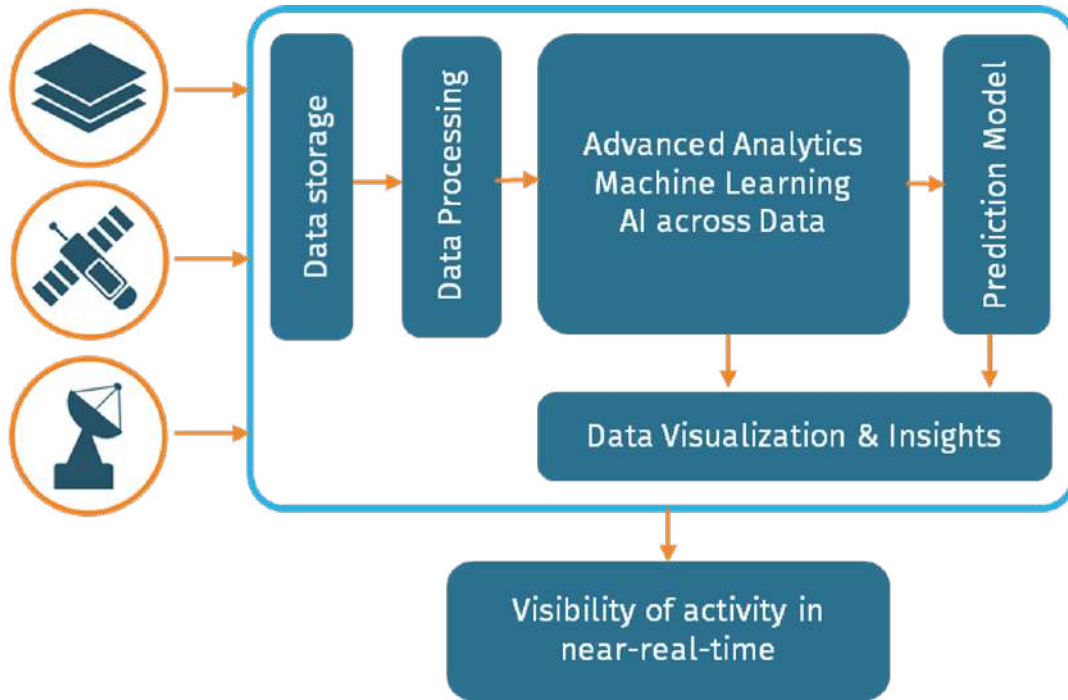 Data storage
Data Processing
Advanced Analytics
Machine Learning
AI across Data
Prediction Model
Data Visualization & Insights
Visibility of activity in
near-real-time